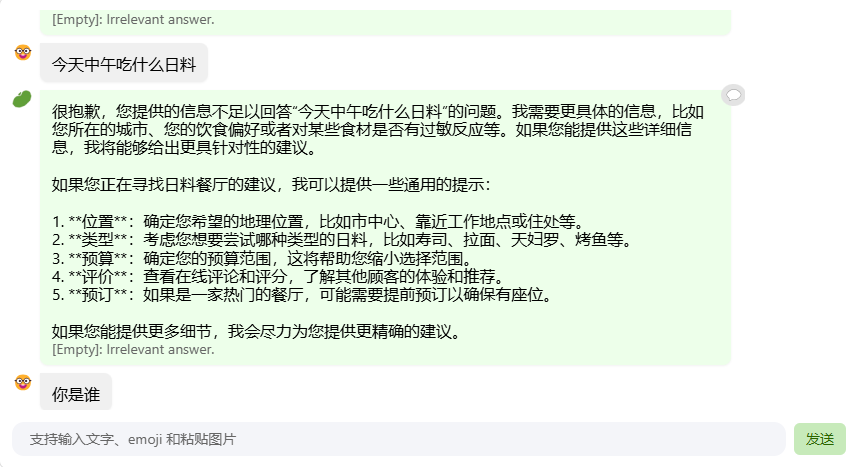 [Empty]: Irrelevant answer.
今天中午吃什么日料
很抱歉，您提供的信息不足以回答“今天中午吃什么日料”的问题。我需要更具体的信息，比如
您所在的城市、您的饮食偏好或者对某些食材是否有过敏反应等。如果您能提供这些详细信
息，我将能够给出更具针对性的建议。
如果您正在寻找日料餐厅的建议，我可以提供一些通用的提示：
1. **位置**：确定您希望的地理位置，比如市中心、靠近工作地点或住处等。
2. **类型**：考虑您想要尝试哪种类型的日料，比如寿司、拉面、天妇罗、烤鱼等。
3. **预算**：确定您的预算范围，这将帮助您缩小选择范围。
4. **评价**：查看在线评论和评分，了解其他顾客的体验和推荐。
5. **预订**：如果是一家热门的餐厅，可能需要提前预订以确保有座位。
如果您能提供更多细节，我会尽力为您提供更精确的建议。
[Empty]: Irrelevant answer.
你是谁
支持输入文字、emoji 和粘贴图片
发送